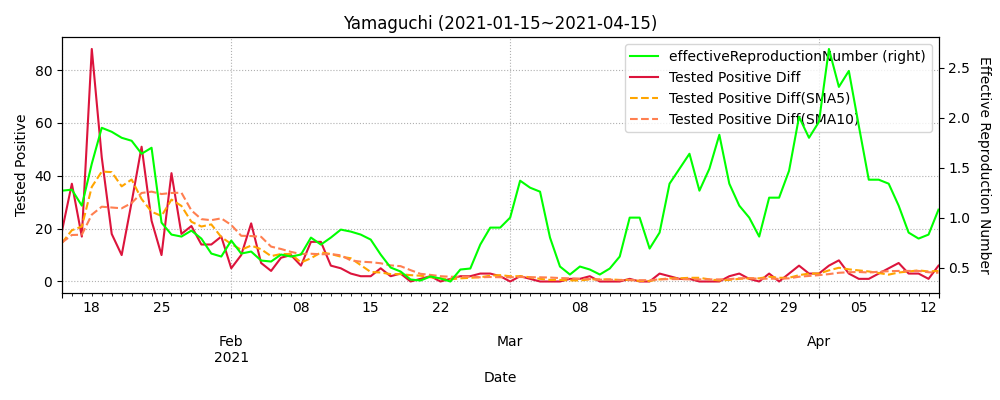 Yamaguchi (2021-01-15~2021-04-15)
effectiveReproductionNumber (right)
Tested Positive Diff
Tested Positive Diff(SMA5)
Tested Positive Diff(SMA10)
Tested Positive
80
60
40
20
0
Effective Reproduction Number
2.5
2.0
1.5
1.0
0.5
18 25 08 15 22 08 15 22 29 05 12
Feb Mar Apr
2021
Date